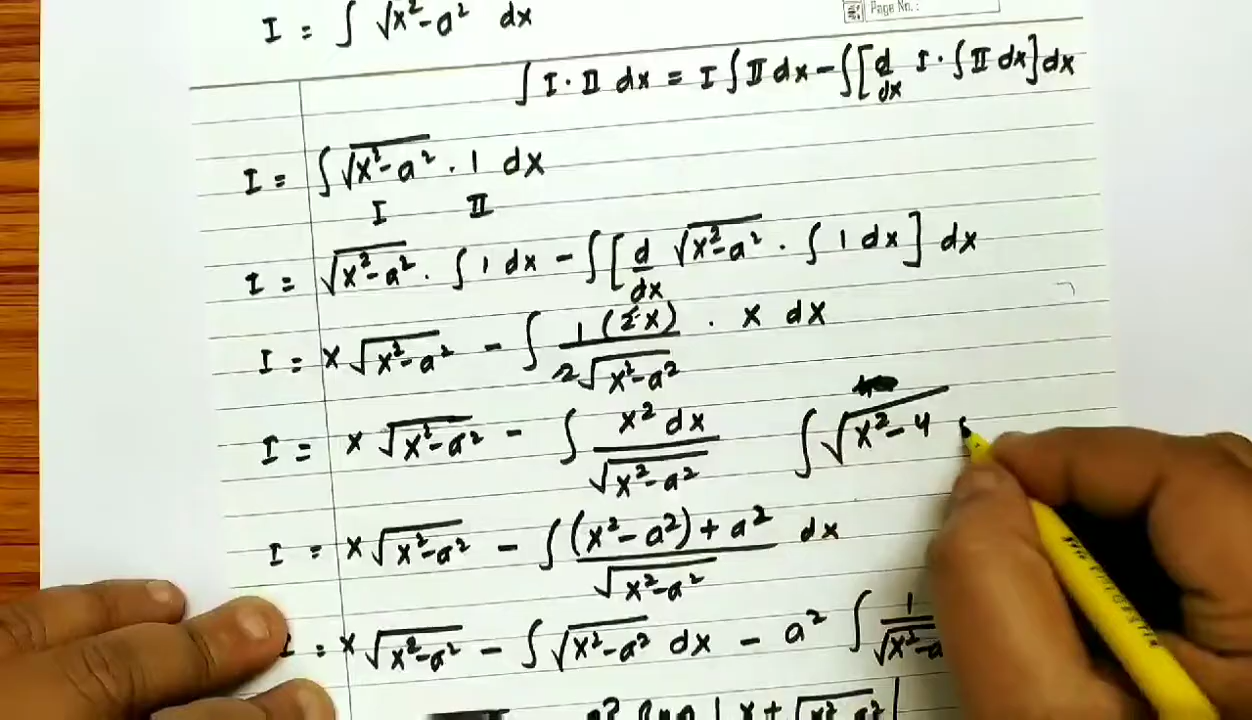 Page No.:
I = ∫ √x²-a² dx
∫ I · II dx = I ∫ II dx - ∫ [d/dx I · ∫ II dx] dx
I = ∫ √x²-a² . 1 dx
I II
I = √x²-a² . ∫ 1 dx - ∫ [d/dx √x²-a² . ∫ 1 dx] dx
I = x √x²-a² - ∫ 1 (2x) / 2√x²-a² . x dx
I = x √x²-a² - ∫ x² dx / √x²-a²
∫ √x²-4
I = x √x²-a² - ∫ (x²-a²) + a² / √x²-a² dx
I = x √x²-a² - ∫ √x²-a² dx - a² ∫ 1 / √x²-a
| x + √x² a² |